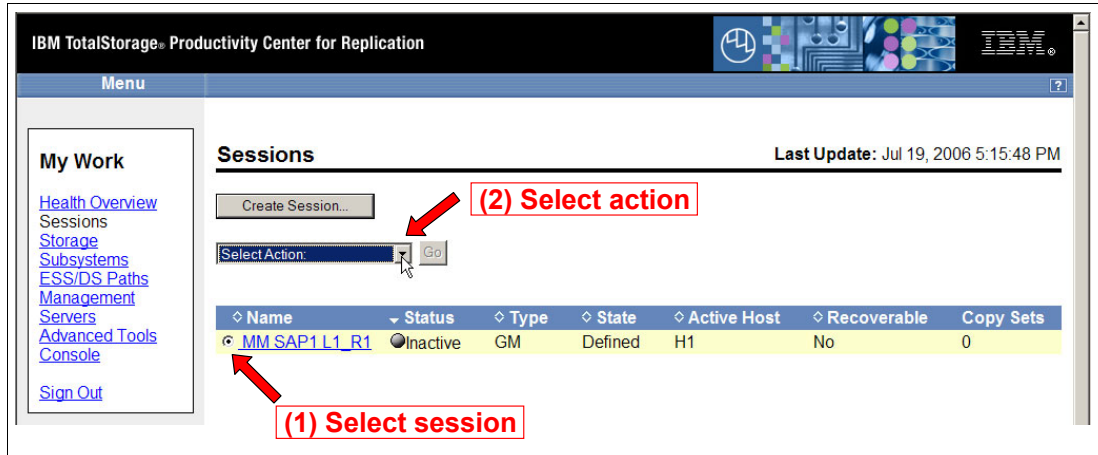 IBM TotalStorage® Productivity Center for Replication
IBM®
Menu
?
My Work
Health Overview
Sessions
Storage
Subsystems
ESS/DS Paths
Management
Servers
Advanced Tools
Console
Sign Out
Sessions
Last Update: Jul 19, 2006 5:15:48 PM
Create Session...
(2) Select action
Select Action:
Go
Name Status Type State Active Host Recoverable Copy Sets
MM SAP1 L1_R1 Inactive GM Defined H1 No 0
(1) Select session